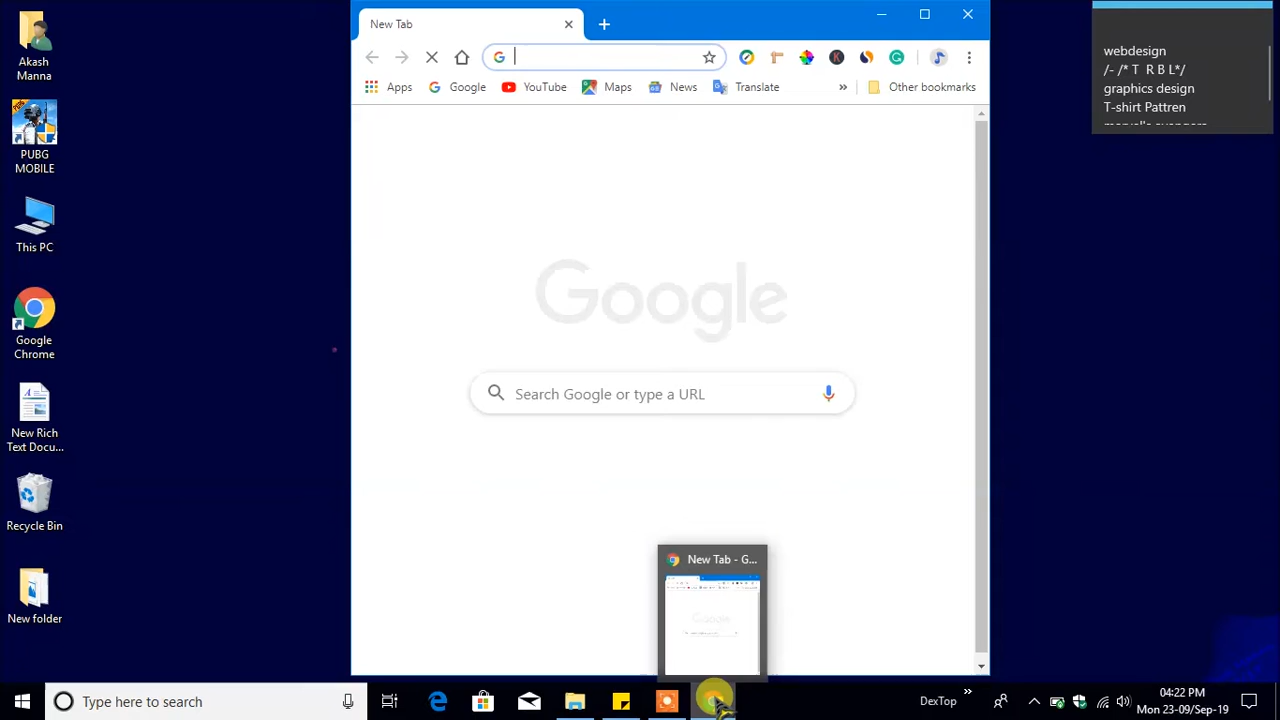 Akash
Manna
PUBG
MOBILE
This PC
Google
Chrome
New Rich
Text Docu...
Recycle Bin
New folder
New Tab
Apps
Google
YouTube
Maps
News
Translate
»
Other bookmarks
Google
Search Google or type a URL
New Tab - G...
webdesign
/- /* T R B L*/
graphics design
T-shirt Pattren
Type here to search
DexTop
»
04:22 PM
Mon 23-09/Sep-19